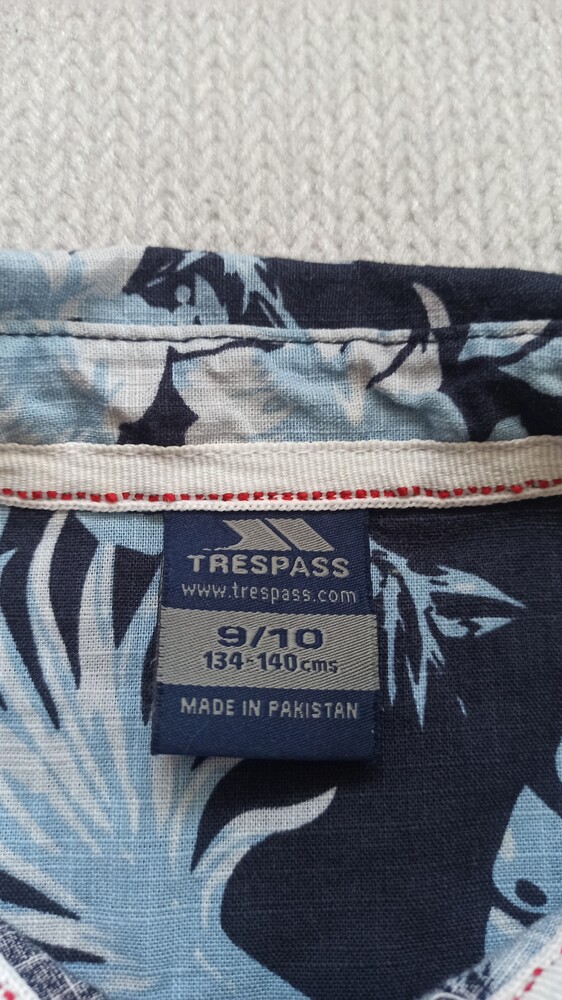 TRESPASS
www.trespass.com
9/10
134-140cms
MADE IN PAKISTAN